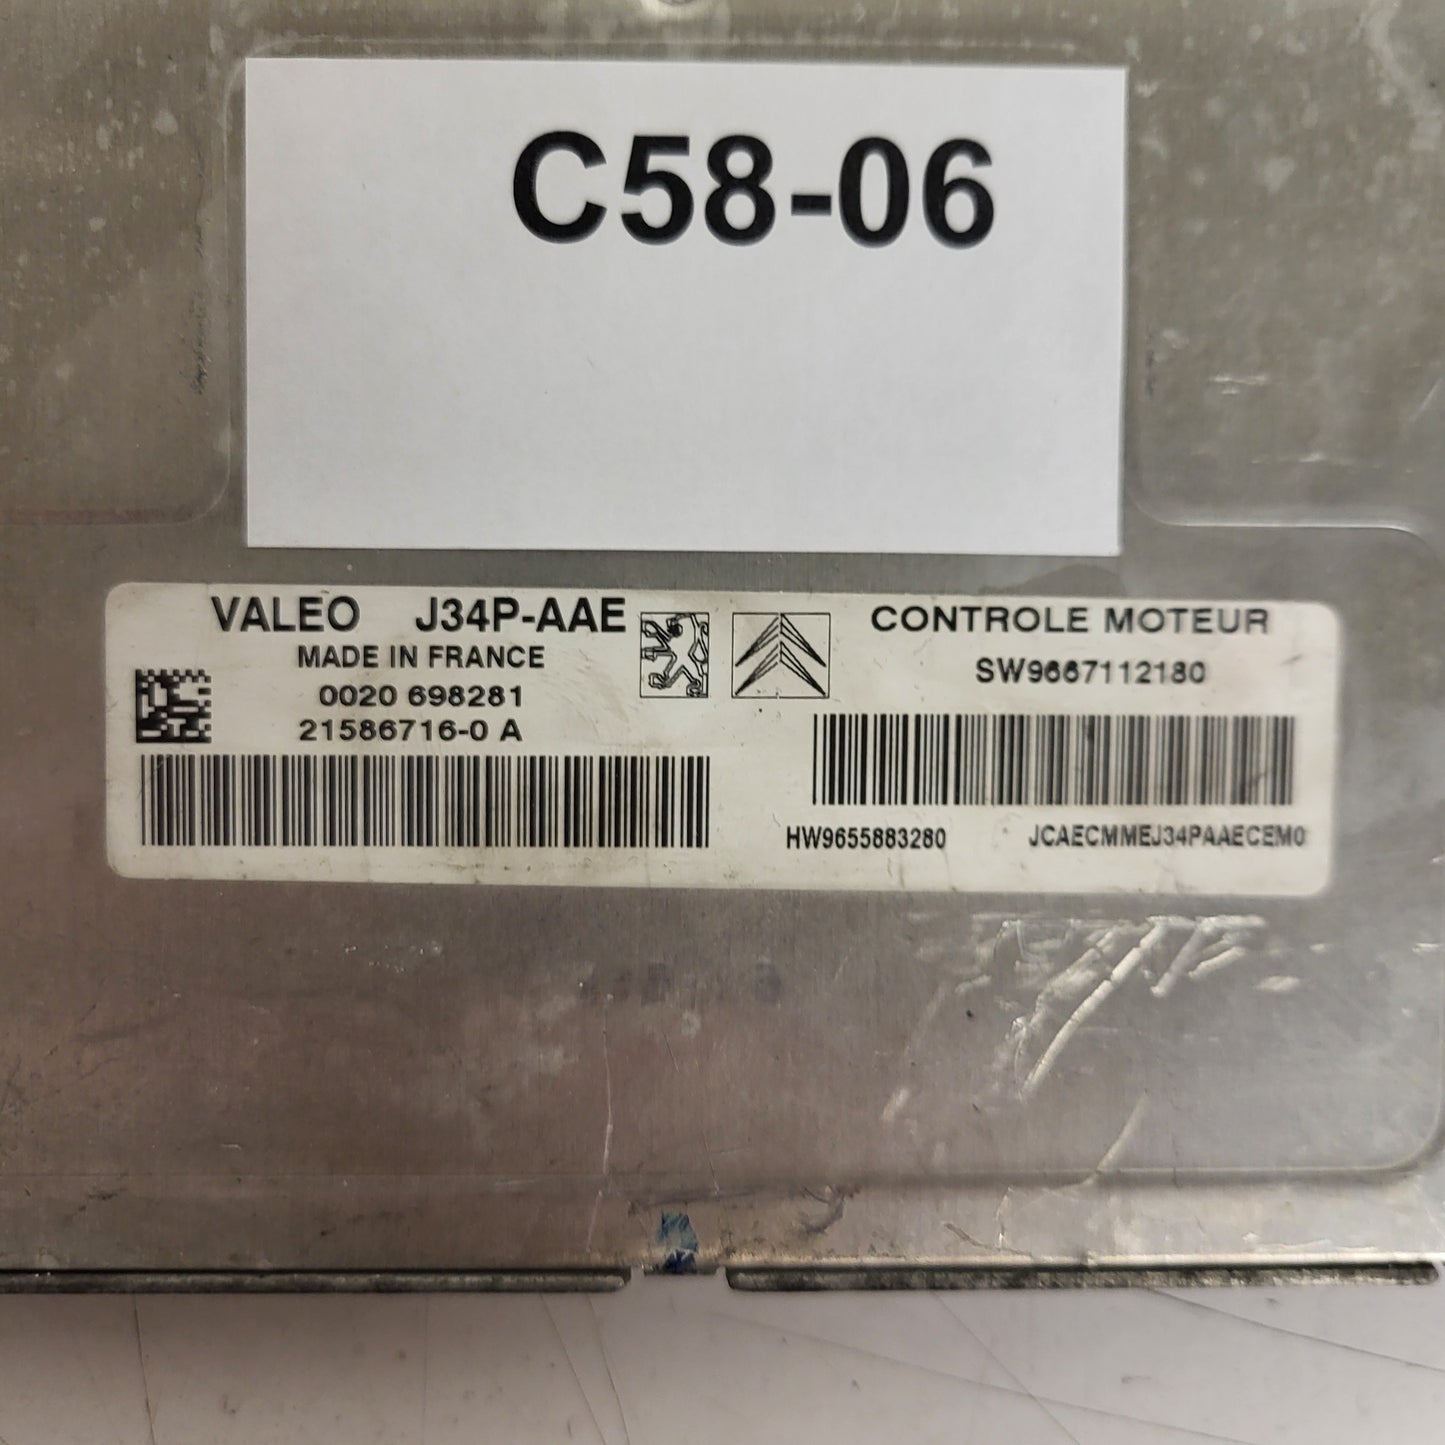 C58-06
VALEO J34P-AAE
MADE IN FRANCE
0020 698281
21586716-0 A
CONTROLE MOTEUR
SW9667112180
HW9655883280 JCAECMMEJ34PAAECEM0